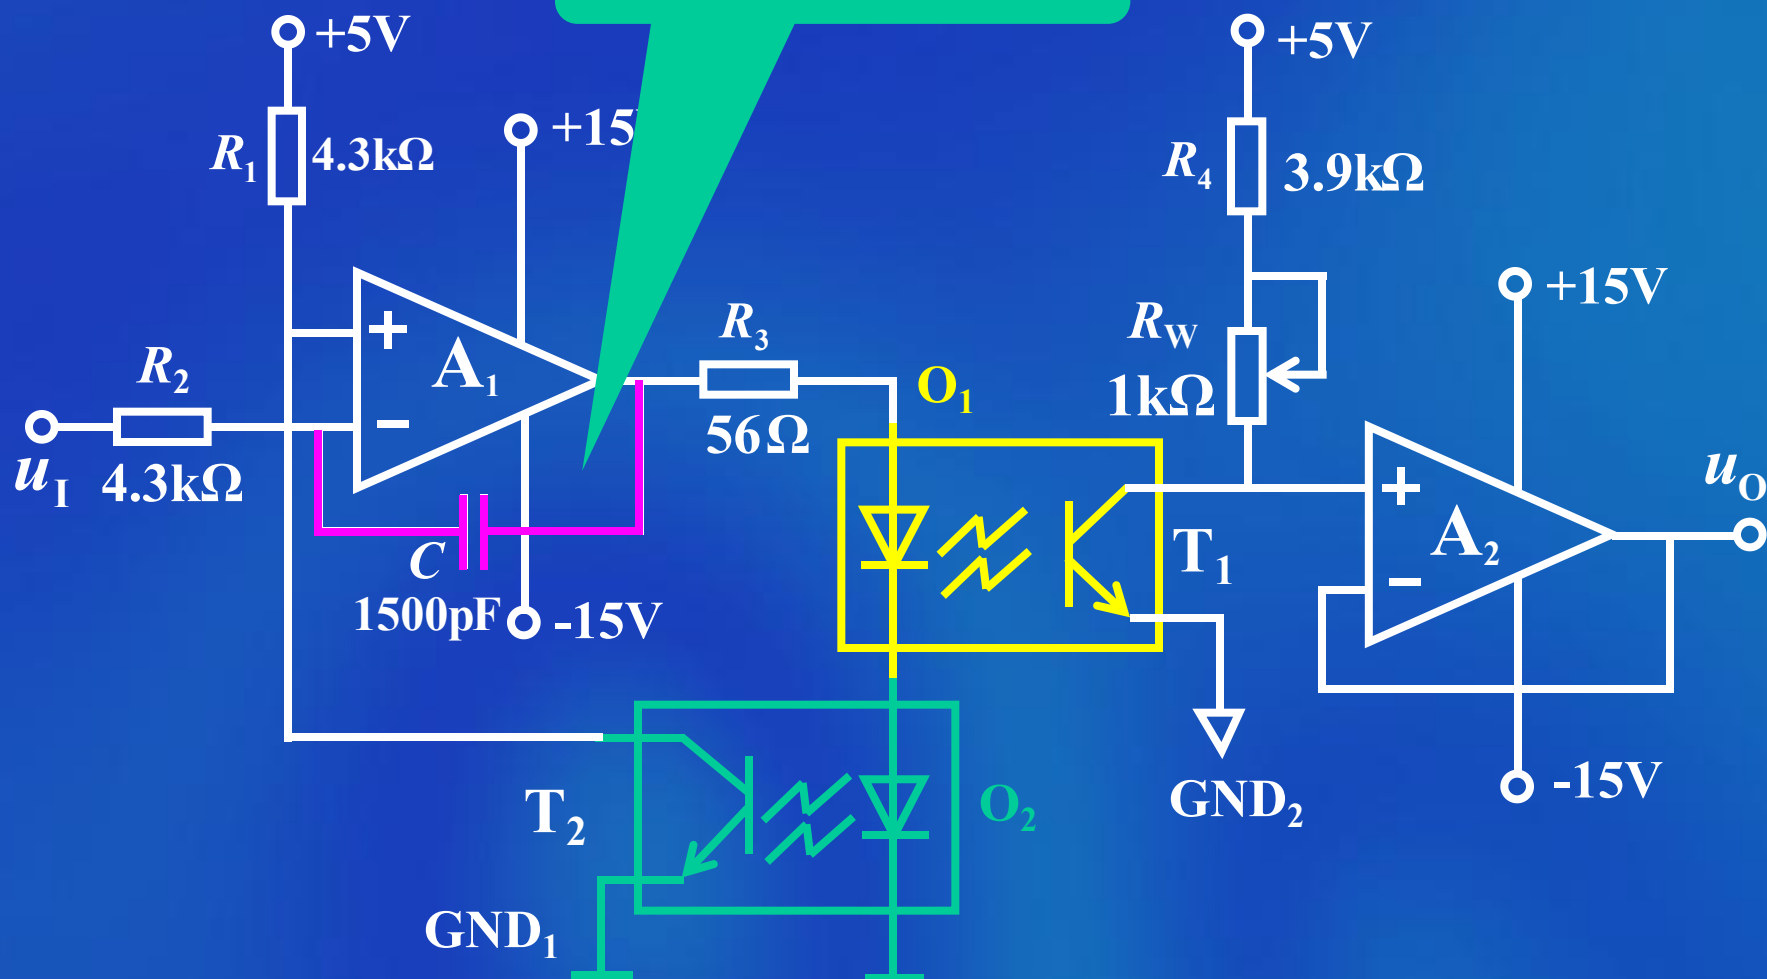 +5V
+5V
+15
R1
4.3kΩ
R4
3.9kΩ
+15V
R3
RW
A1
R2
O1
1kΩ
56Ω
uI
4.3kΩ
uO
A2
T1
C
1500pF
-15V
T2
O2
GND2
-15V
GND1